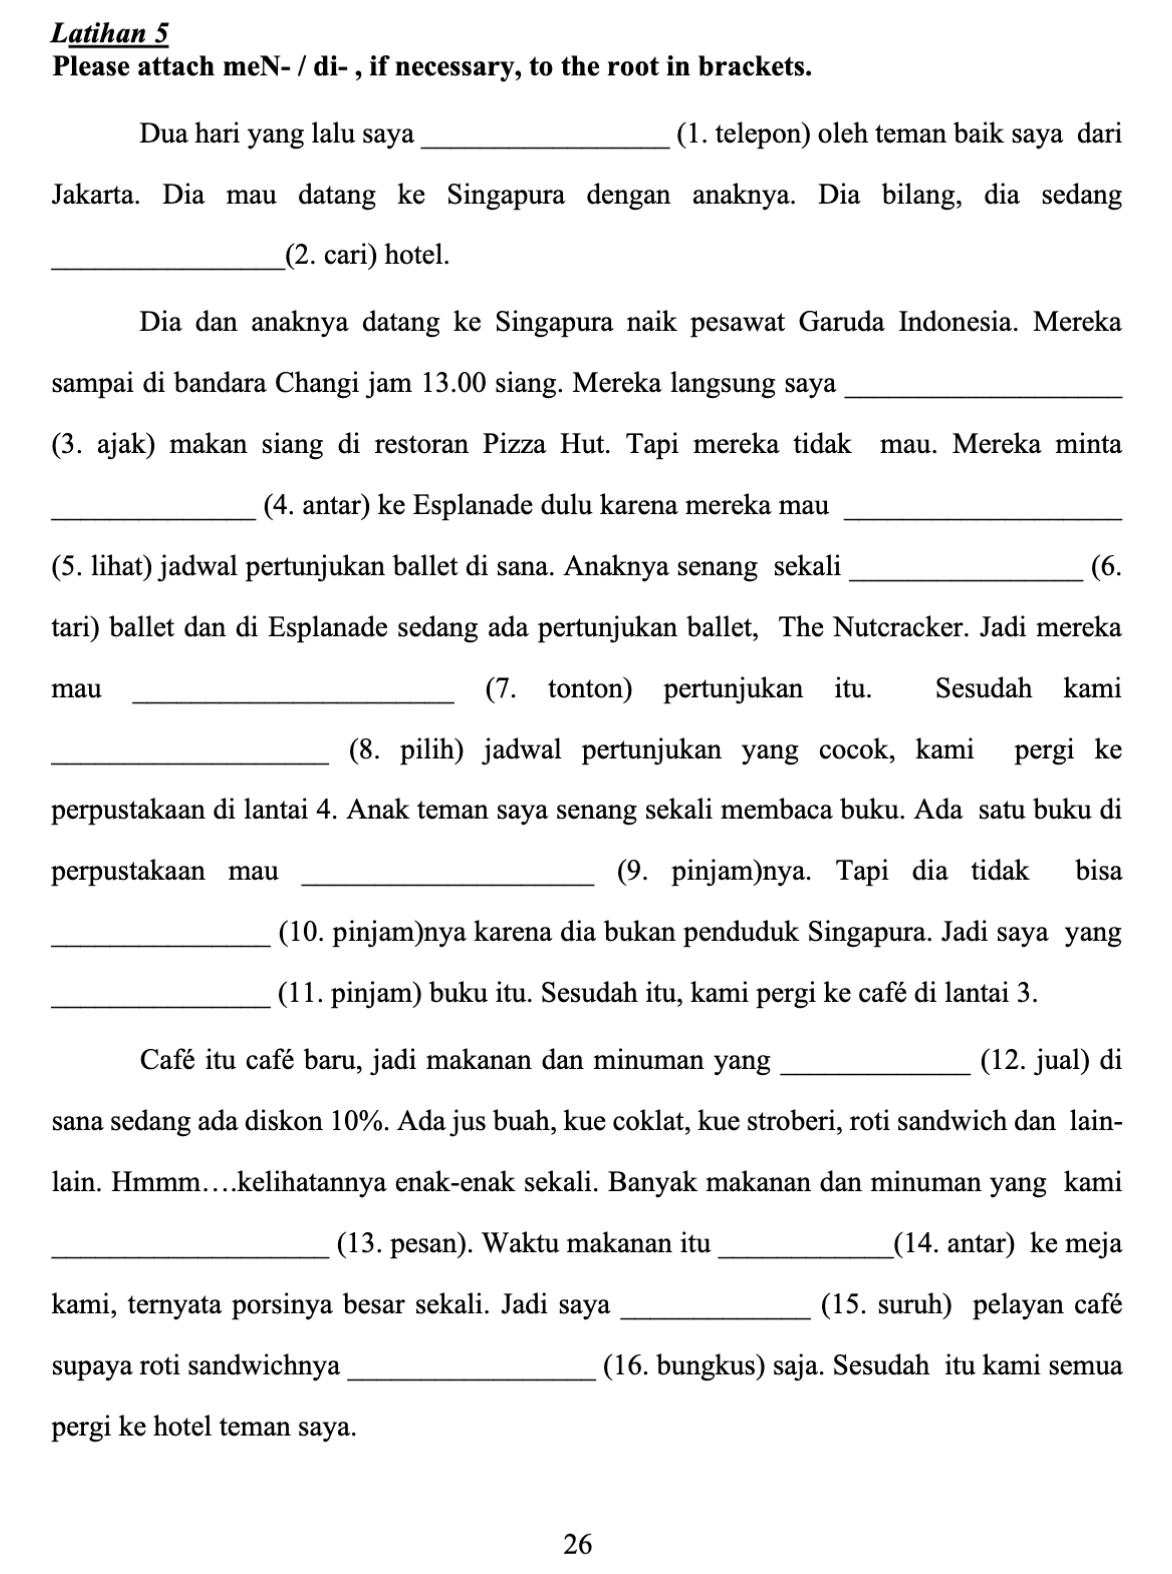 Latihan 5
Please attach meN- / di- , if necessary, to the root in brackets.
Dua hari yang lalu saya _________________ (1. telepon) oleh teman baik saya dari
Jakarta. Dia mau datang ke Singapura dengan anaknya. Dia bilang, dia sedang
________________(2. cari) hotel.
Dia dan anaknya datang ke Singapura naik pesawat Garuda Indonesia. Mereka
sampai di bandara Changi jam 13.00 siang. Mereka langsung saya ___________________
(3. ajak) makan siang di restoran Pizza Hut. Tapi mereka tidak mau. Mereka minta
______________ (4. antar) ke Esplanade dulu karena mereka mau ___________________
(5. lihat) jadwal pertunjukan ballet di sana. Anaknya senang sekali ________________ (6.
tari) ballet dan di Esplanade sedang ada pertunjukan ballet, The Nutcracker. Jadi mereka
mau ______________________ (7. tonton) pertunjukan itu. Sesudah kami
___________________ (8. pilih) jadwal pertunjukan yang cocok, kami pergi ke
perpustakaan di lantai 4. Anak teman saya senang sekali membaca buku. Ada satu buku di
perpustakaan mau ____________________ (9. pinjam)nya. Tapi dia tidak bisa
_______________ (10. pinjam)nya karena dia bukan penduduk Singapura. Jadi saya yang
_______________ (11. pinjam) buku itu. Sesudah itu, kami pergi ke café di lantai 3.
Café itu café baru, jadi makanan dan minuman yang _____________ (12. jual) di
sana sedang ada diskon 10%. Ada jus buah, kue coklat, kue stroberi, roti sandwich dan lain-
lain. Hmmm….kelihatannya enak-enak sekali. Banyak makanan dan minuman yang kami
___________________ (13. pesan). Waktu makanan itu ____________(14. antar) ke meja
kami, ternyata porsinya besar sekali. Jadi saya _____________ (15. suruh) pelayan café
supaya roti sandwichnya _________________ (16. bungkus) saja. Sesudah itu kami semua
pergi ke hotel teman saya.
26